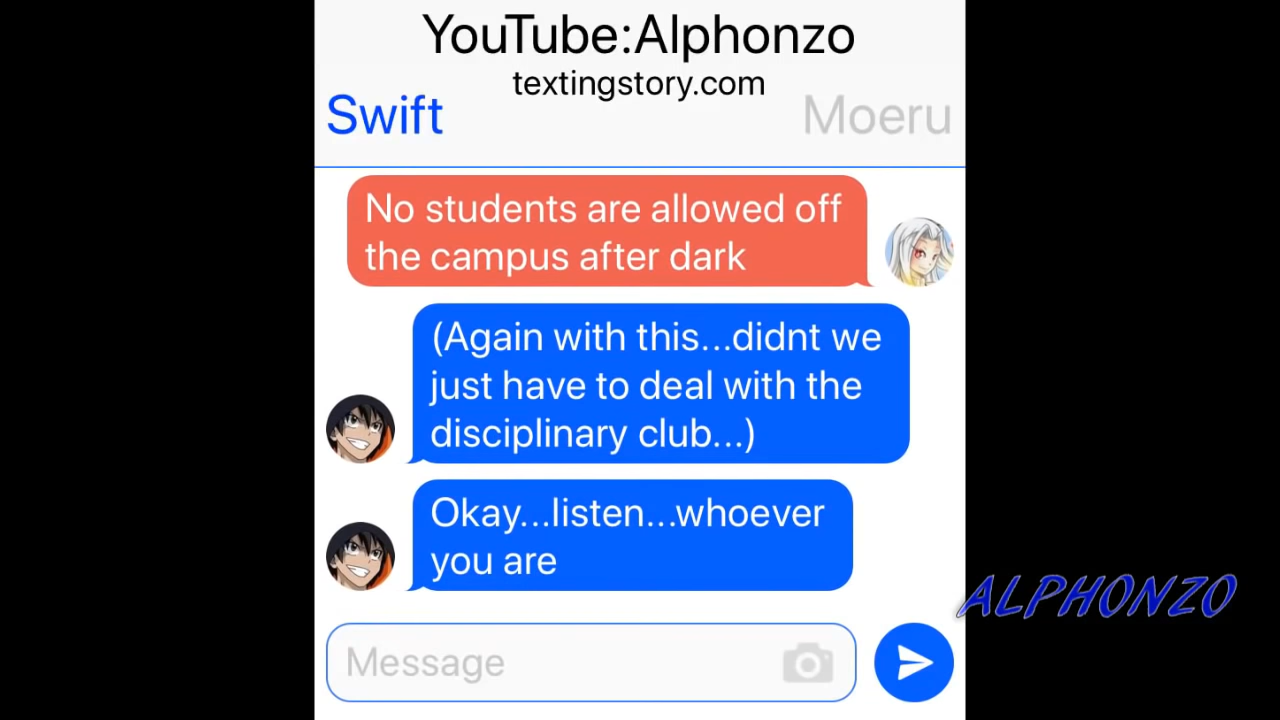 YouTube:Alphonzo
textingstory.com
Swift
Moeru
No students are allowed off
the campus after dark
(Again with this...didnt we
just have to deal with the
disciplinary club...)
Okay...listen...whoever
you are
ALPHONZO
Message